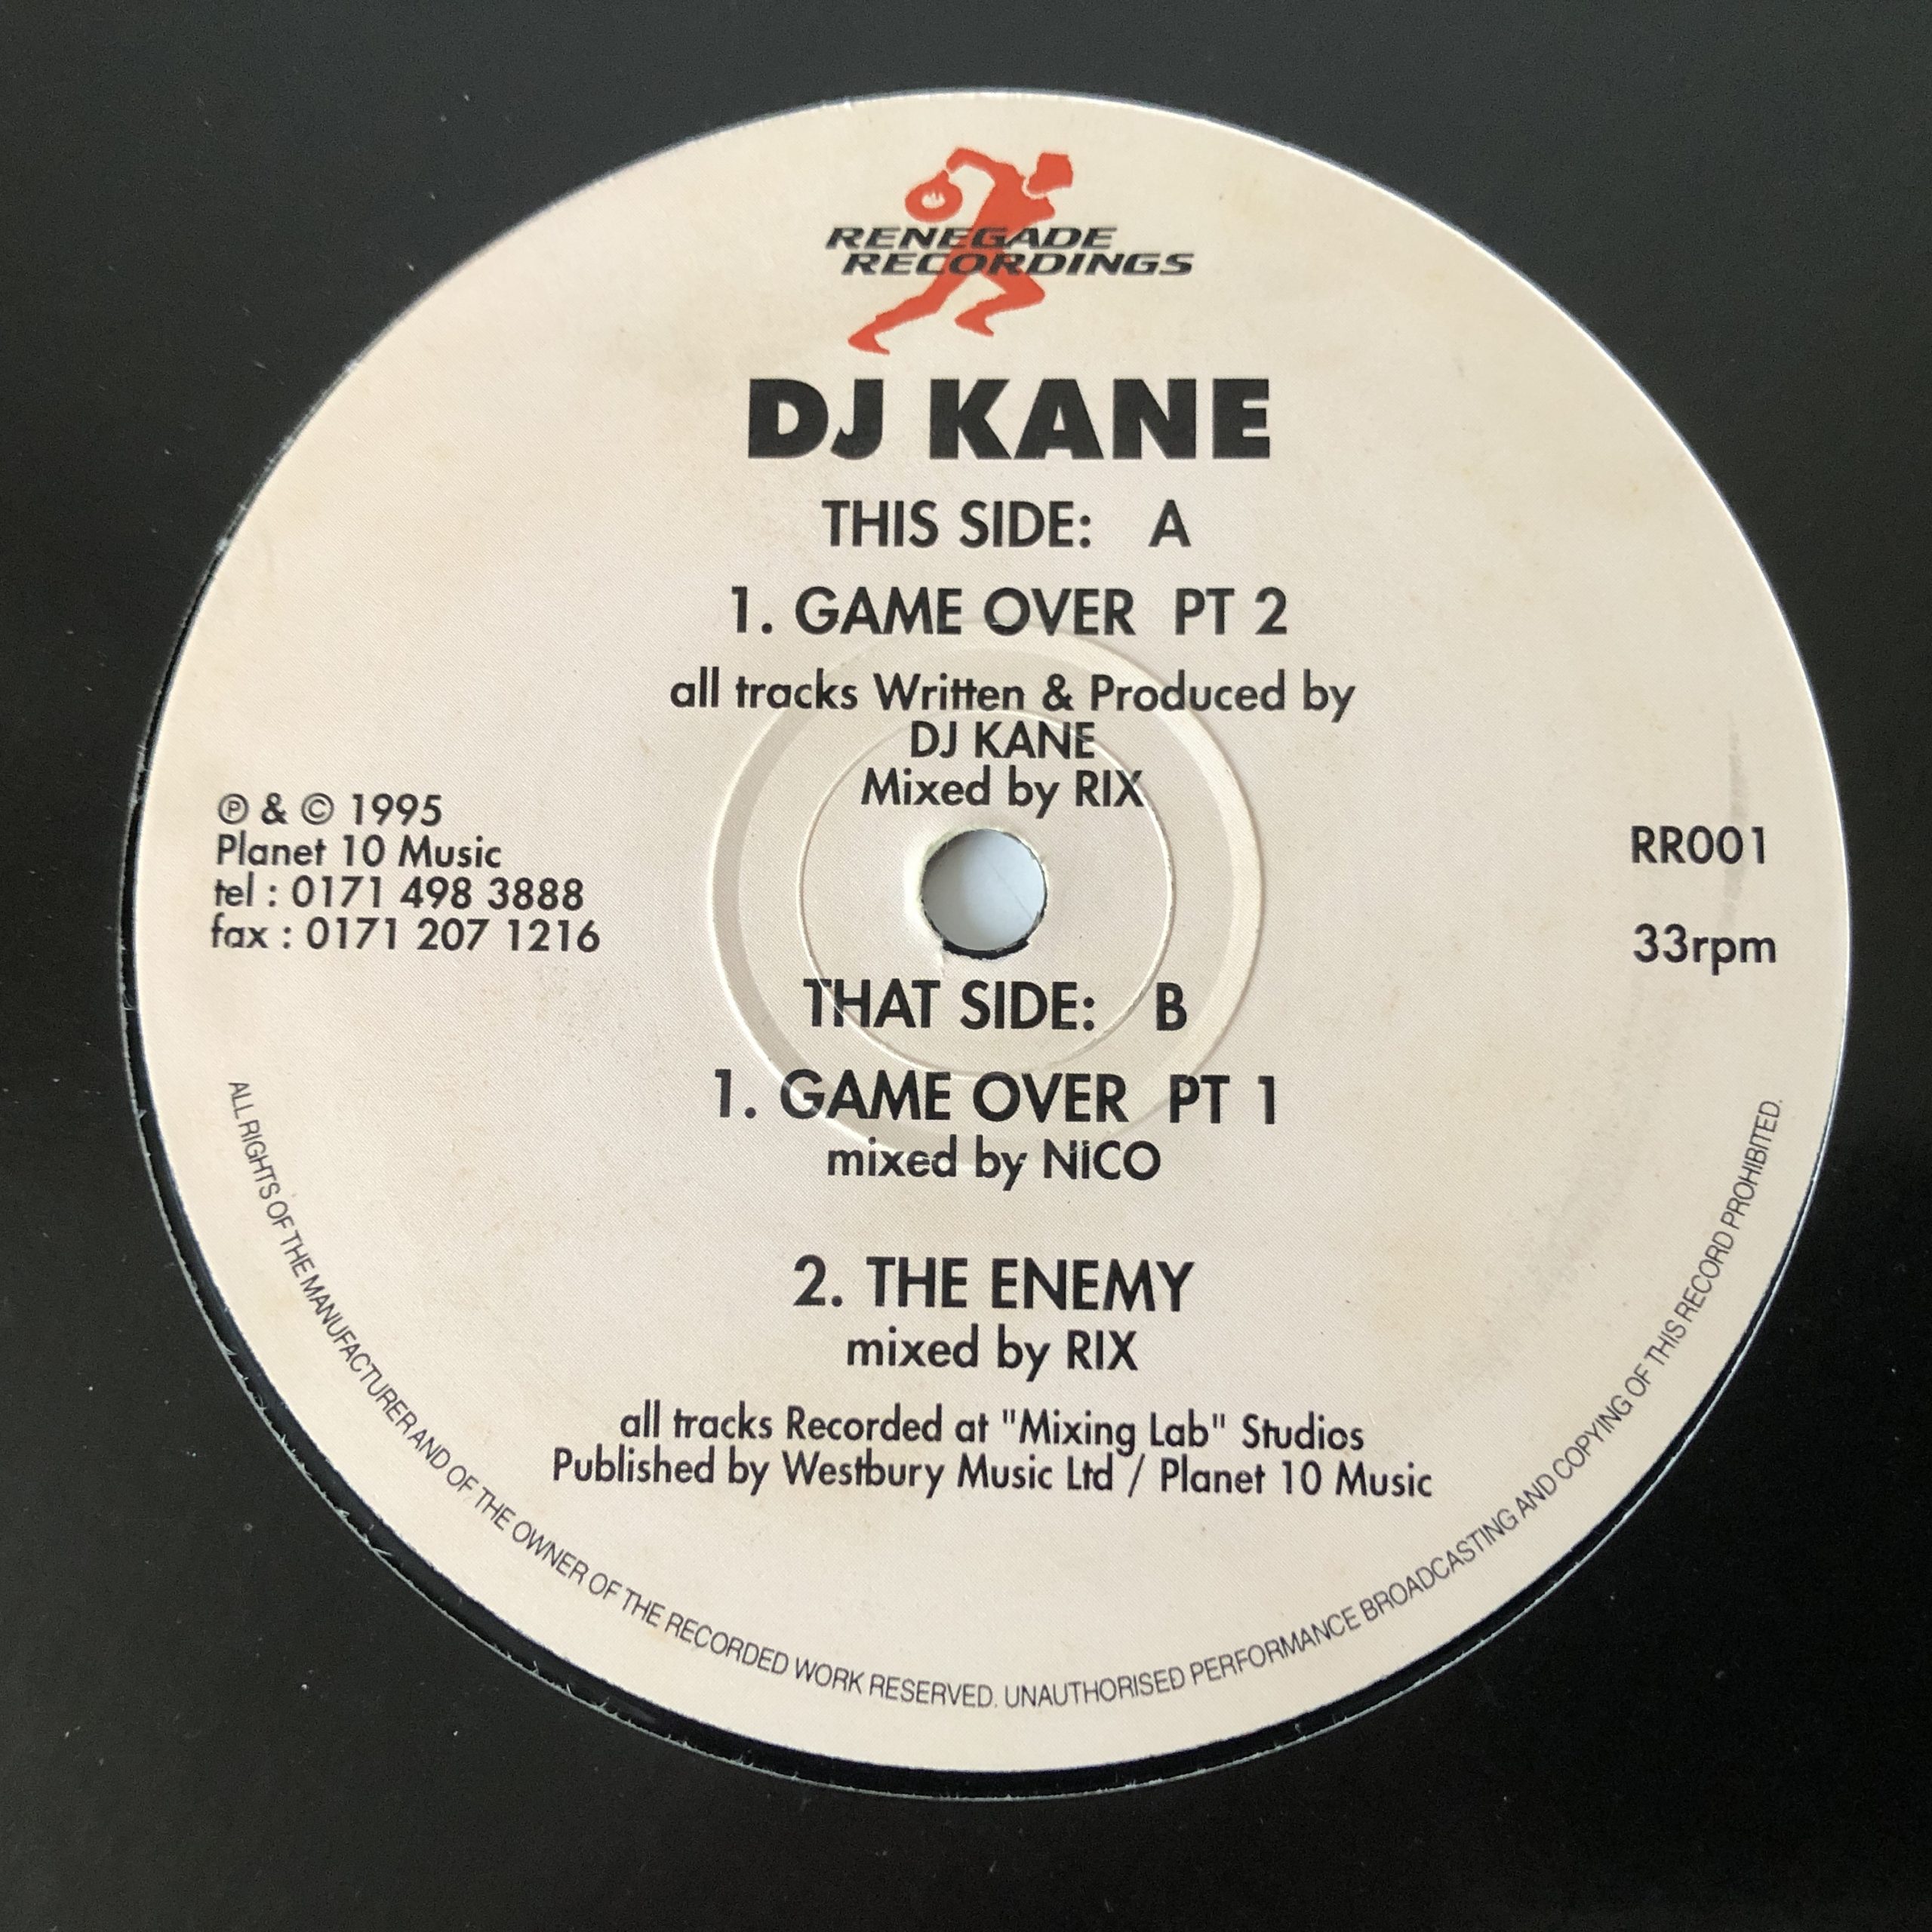 RENEGADE
RECORDINGS
DJ KANE
THIS SIDE: A
1. GAME OVER PT 2
all tracks Written & Produced by
DJ KANE
Mixed by RIX
℗ & © 1995
Planet 10 Music
tel : 0171 498 3888
fax : 0171 207 1216
RR001
33rpm
THAT SIDE: B
1. GAME OVER PT 1
mixed by NICO
2. THE ENEMY
mixed by RIX
all tracks Recorded at "Mixing Lab" Studios
Published by Westbury Music Ltd / Planet 10 Music
ALL RIGHTS OF THE MANUFACTURER AND OF THE OWNER OF THE RECORDED WORK RESERVED. UNAUTHORISED PERFORMANCE BROADCASTING AND COPYING OF THIS RECORD PROHIBITED.